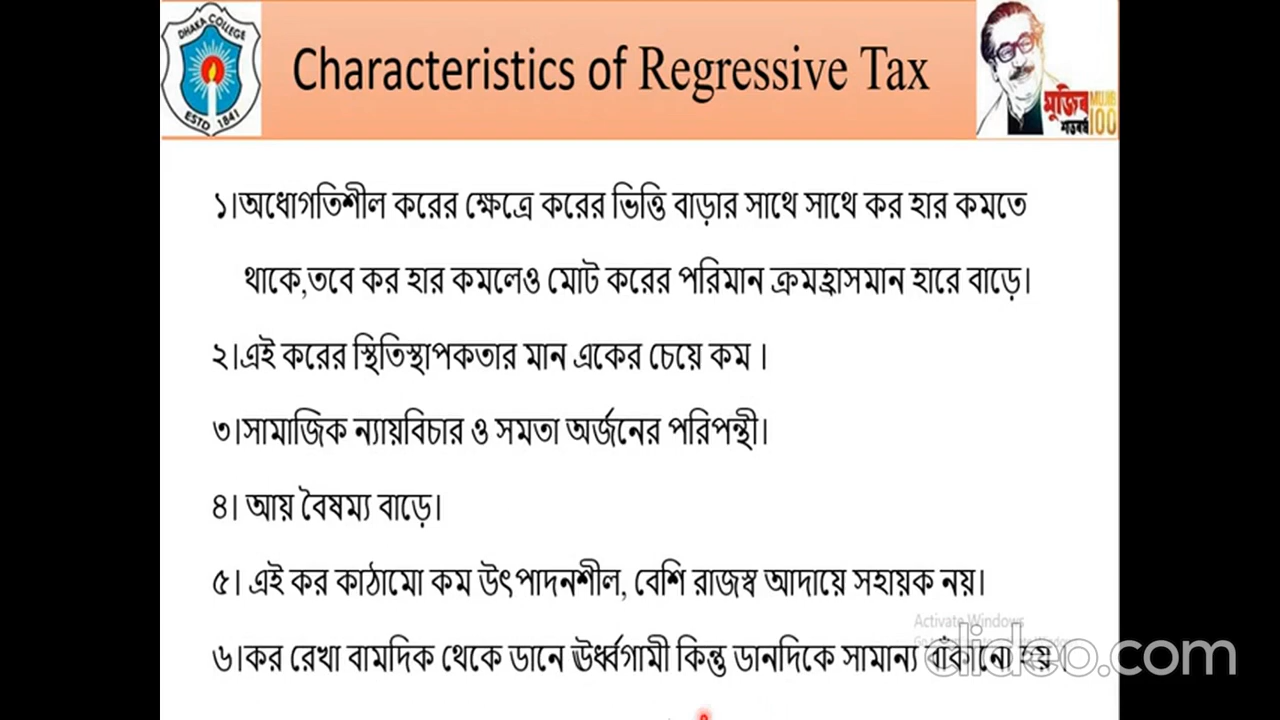 DHAKA COLLEGE
ESTD 1841
Characteristics of Regressive Tax
মুজিব
শতবর্ষ
MUJIB
100
১।অধোগতিশীল করের ক্ষেত্রে করের ভিত্তি বাড়ার সাথে সাথে কর হার কমতে
থাকে,তবে কর হার কমলেও মোট করের পরিমান ক্রমহ্রাসমান হারে বাড়ে।
২।এই করের স্থিতিস্থাপকতার মান একের চেয়ে কম ।
৩।সামাজিক ন্যায়বিচার ও সমতা অর্জনের পরিপন্থী।
৪। আয় বৈষম্য বাড়ে।
৫। এই কর কাঠামো কম উৎপাদনশীল, বেশি রাজস্ব আদায়ে সহায়ক নয়।
Activate Windows
৬।কর রেখা বামদিক থেকে ডানে ঊর্ধ্বগামী কিন্তু ডানদিকে সামান্য বাঁকানো হয় ।
clideo.com